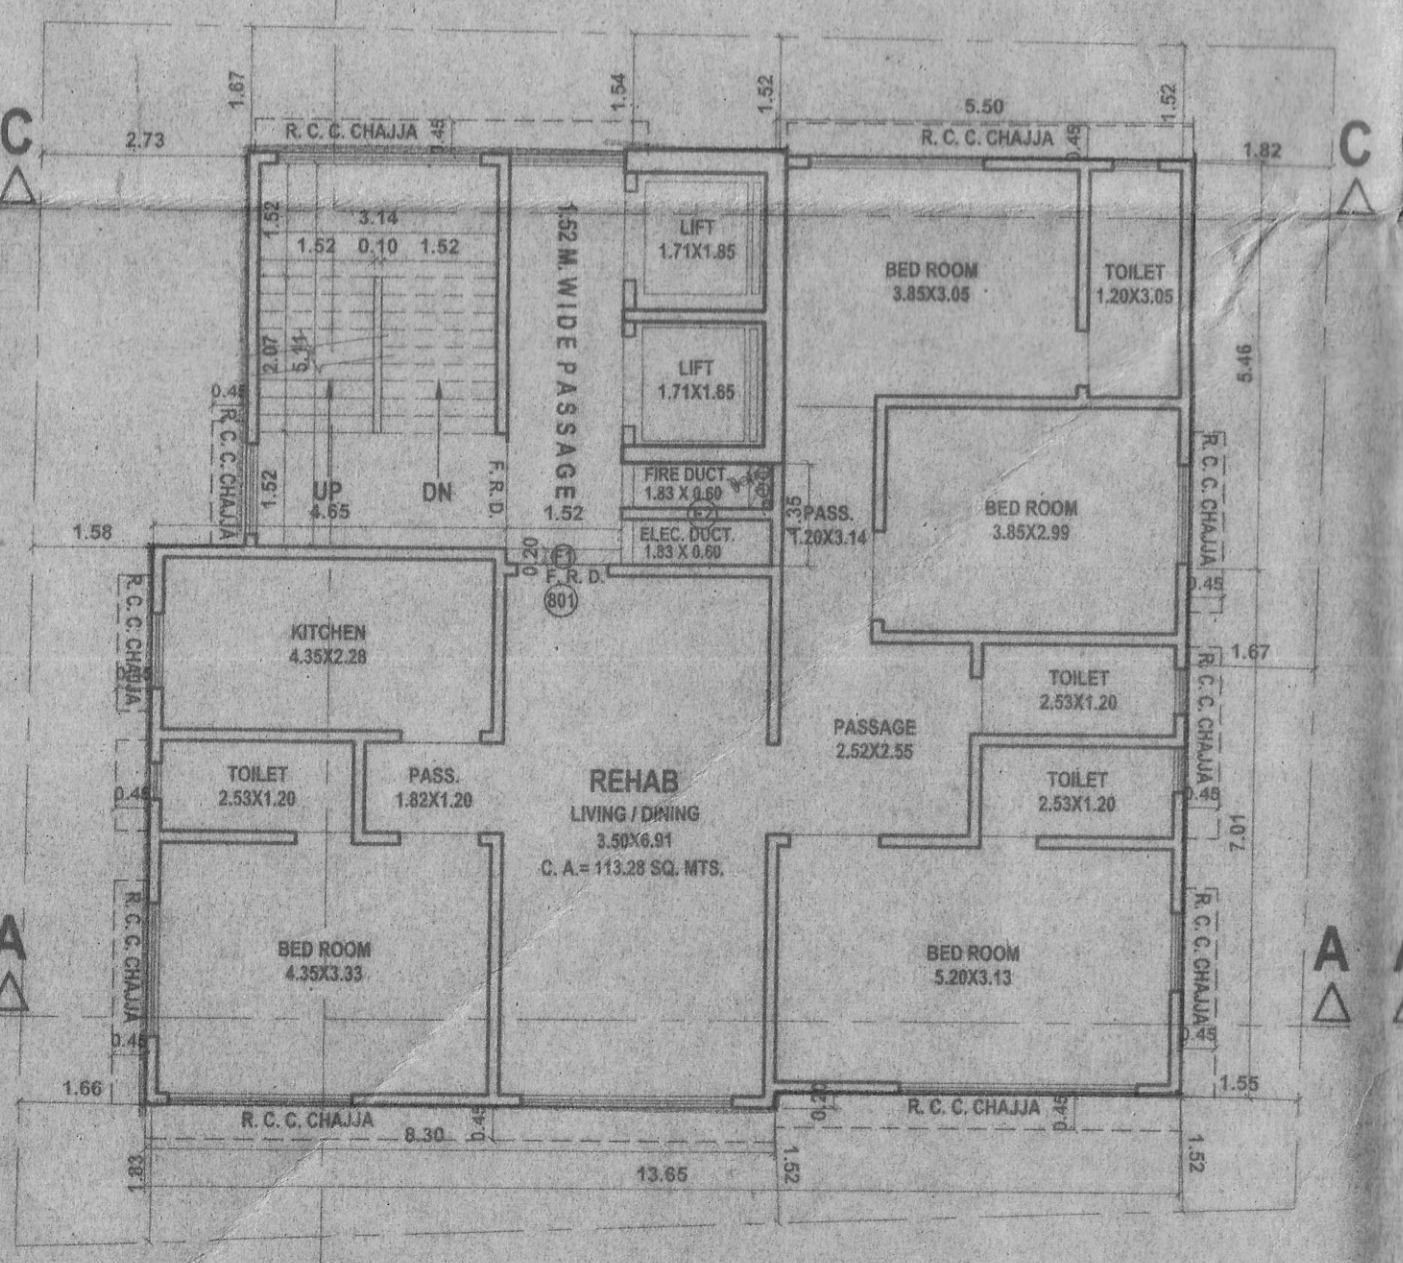 1.67
1.54
1.52
5.50
1.52
C
2.73
R. C. C. CHAJJA
0.45
R. C. C. CHAJJA
0.45
1.82
C
1.52
3.14
1.52 0.10 1.52
1.52 M. WIDE PASSAGE
LIFT
1.71X1.85
BED ROOM
3.85X3.05
TOILET
1.20X3.05
2.07
5.11
LIFT
1.71X1.85
5.46
0.45
R. C. C. CHAJJA
1.52
UP
4.65
DN
F. R. D.
1.52
FIRE DUCT.
1.83 X 0.60
ELEC. DUCT.
1.83 X 0.60
1.35
PASS.
1.20X3.14
BED ROOM
3.85X2.99
R. C. C. CHAJJA
0.45
1.58
0.20
F. R. D.
801
R. C. C. CHAJJA
KITCHEN
4.35X2.28
1.67
TOILET
2.53X1.20
R. C. C. CHAJJA
PASSAGE
2.52X2.55
TOILET
2.53X1.20
PASS.
1.82X1.20
REHAB
LIVING / DINING
3.50X6.91
C. A.= 113.28 SQ. MTS.
TOILET
2.53X1.20
0.45
0.45
7.01
R. C. C. CHAJJA
BED ROOM
4.35X3.33
BED ROOM
5.20X3.13
R. C. C. CHAJJA
A
A
0.45
0.45
1.66
R. C. C. CHAJJA
8.30
0.45
0.20
R. C. C. CHAJJA
0.45
1.55
1.83
13.65
1.52
1.52